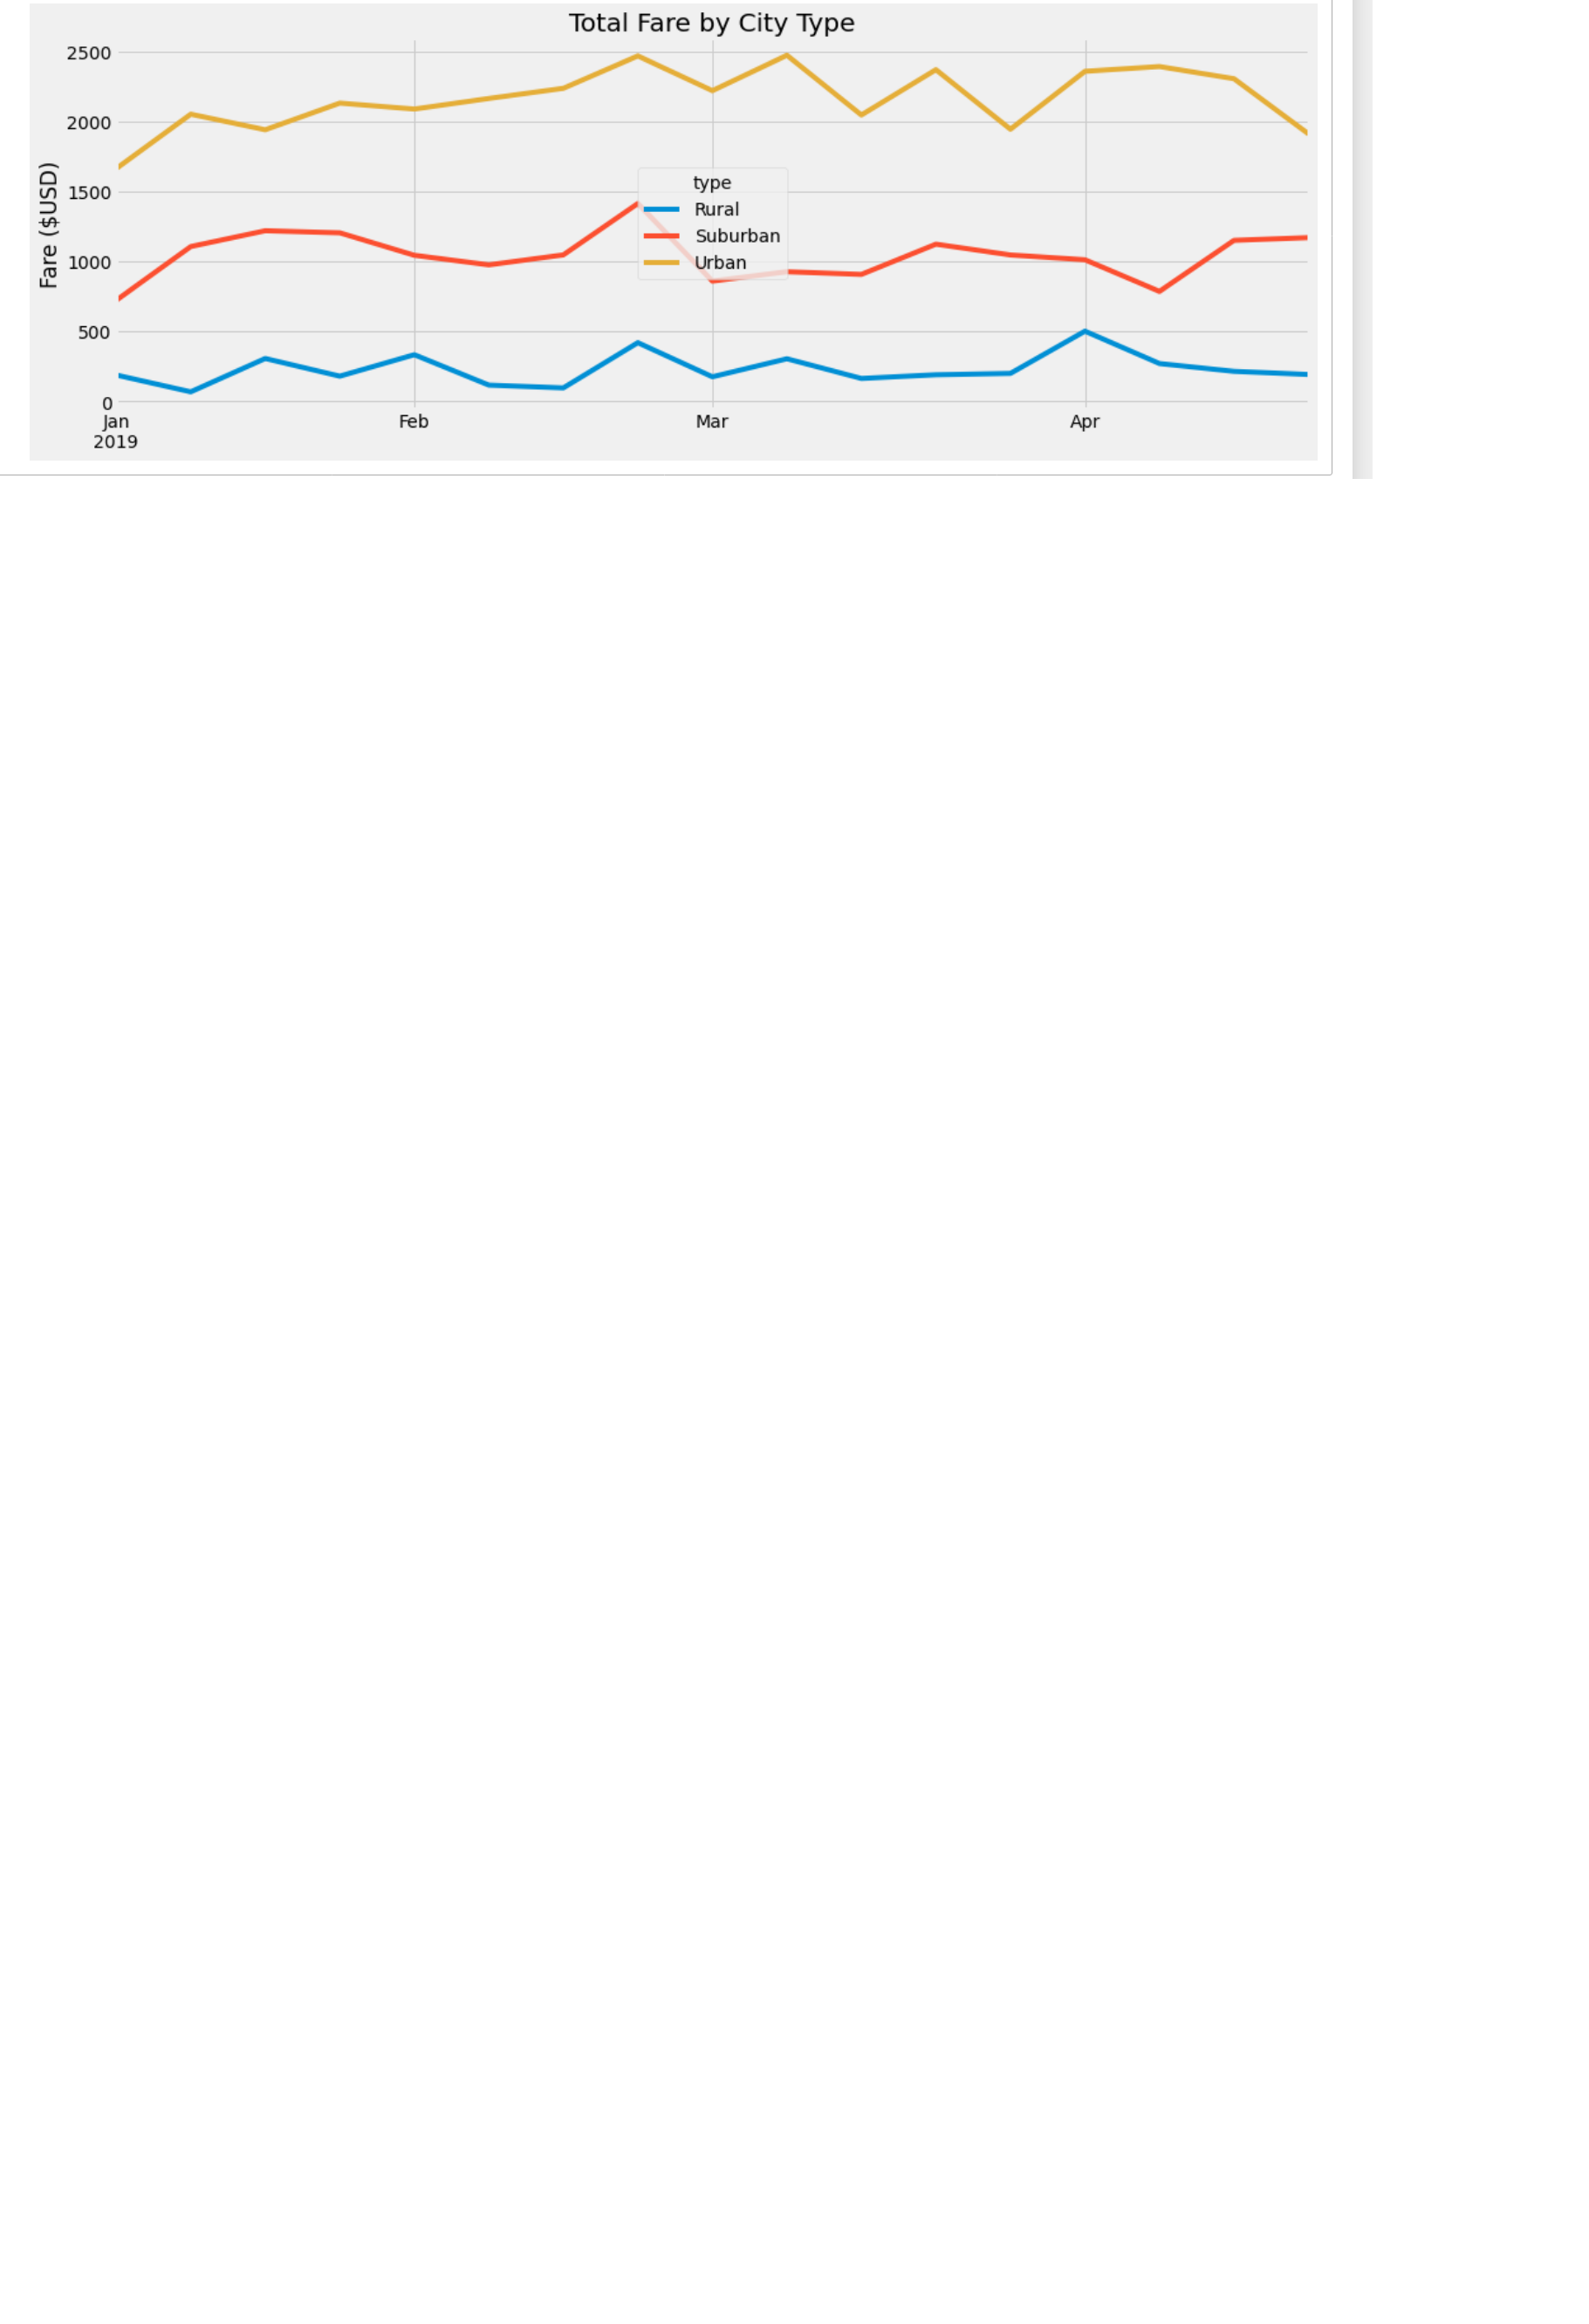 Total Fare by City Type
Fare ($USD)
2500
2000
1500
1000
500
0
type
Rural
Suburban
Urban
Jan Feb Mar Apr
2019